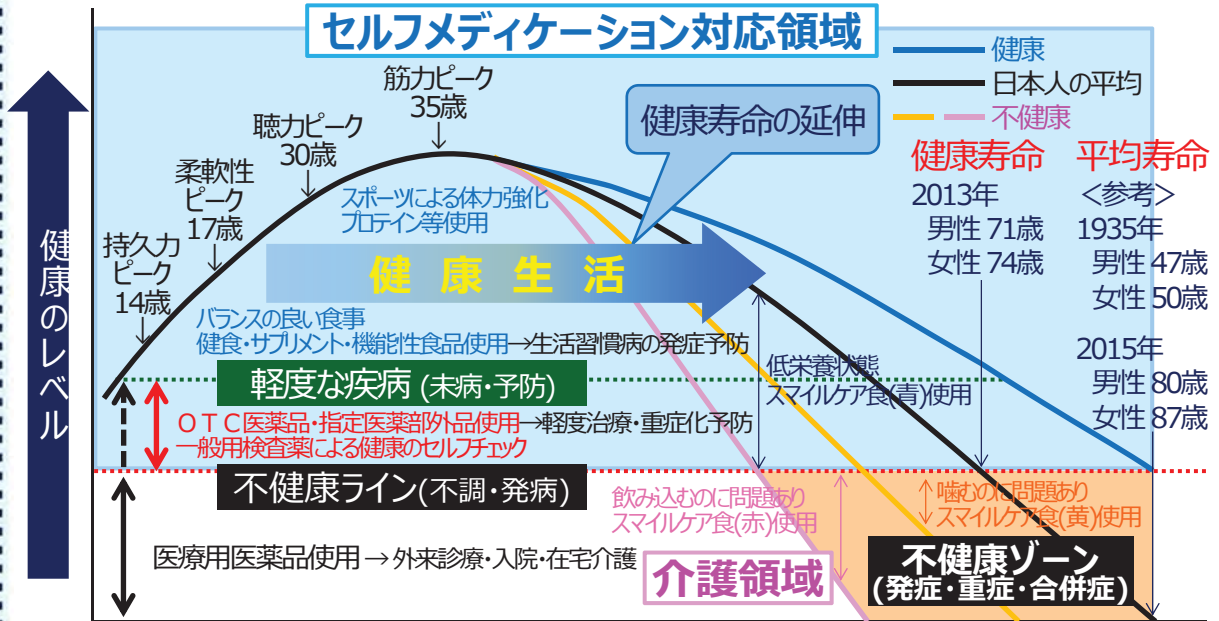 セルフメディケーション対応領域
健康
日本人の平均
不健康
筋力ピーク
35歳
聴力ピーク
30歳
柔軟性
ピーク
17歳
持久力
ピーク
14歳
健康のレベル
健康寿命の延伸
健康寿命
2013年
男性 71歳
女性 74歳
平均寿命
<参考>
1935年
男性 47歳
女性 50歳
2015年
男性 80歳
女性 87歳
スポーツによる体力強化
プロテイン等使用
健康生活
バランスの良い食事
健食・サプリメント・機能性食品使用→生活習慣病の発症予防
軽度な疾病 (未病・予防)
低栄養状態
スマイルケア食(青)使用
OTC医薬品・指定医薬部外品使用→軽度治療・重症化予防
一般用検査薬による健康のセルフチェック
不健康ライン(不調・発病)
飲み込むのに問題あり
スマイルケア食(赤)使用
噛むのに問題あり
スマイルケア食(黄)使用
医療用医薬品使用 → 外来診療・入院・在宅介護
介護領域
不健康ゾーン
(発症・重症・合併症)